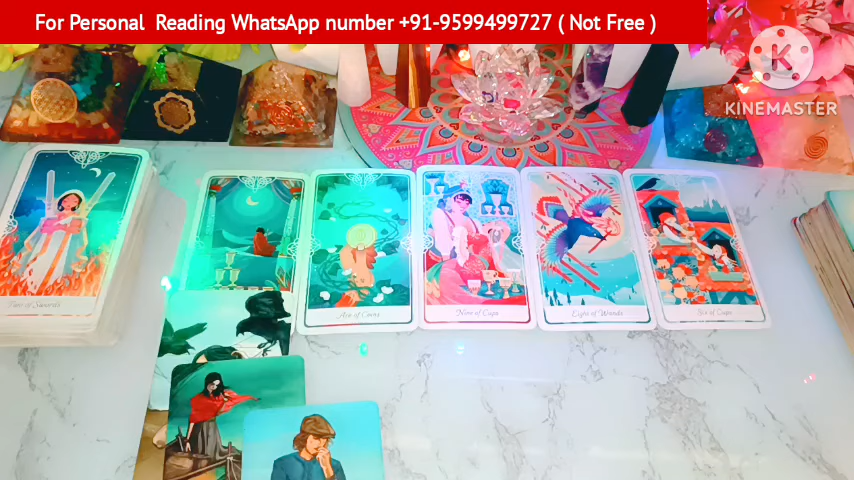 For Personal Reading WhatsApp number +91-9599499727 ( Not Free )
K
KINEMASTER
Ace of Coins
Nine of Cups
Eight of Wands
Six of Cups